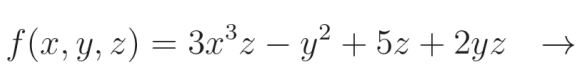 f(x, y, z) = 3x³z − y² + 5z + 2yz →